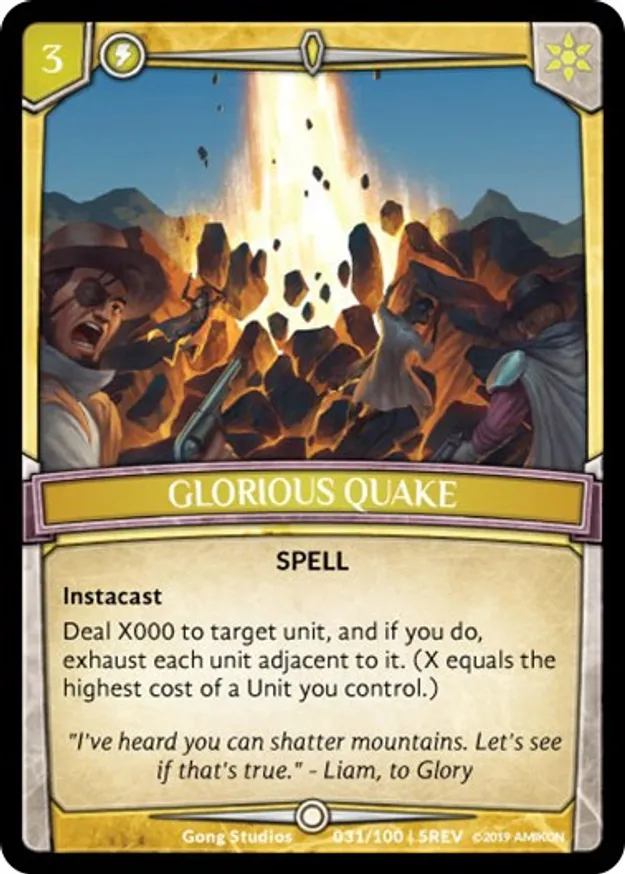 3
GLORIOUS QUAKE
SPELL
Instacast
Deal X000 to target unit, and if you do,
exhaust each unit adjacent to it. (X equals the
highest cost of a Unit you control.)
"I've heard you can shatter mountains. Let's see
if that's true." - Liam, to Glory
Gong Studios 031/100 | 5REV ©2019 AMIKON